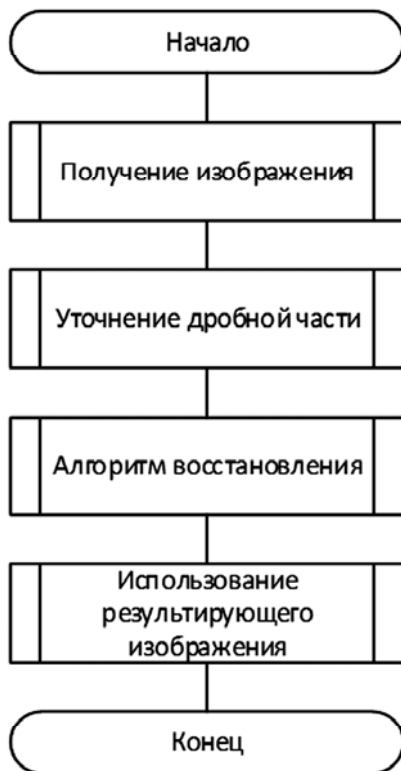 Начало
Получение изображения
Уточнение дробной части
Алгоритм восстановления
Использование
результирующего
изображения
Конец